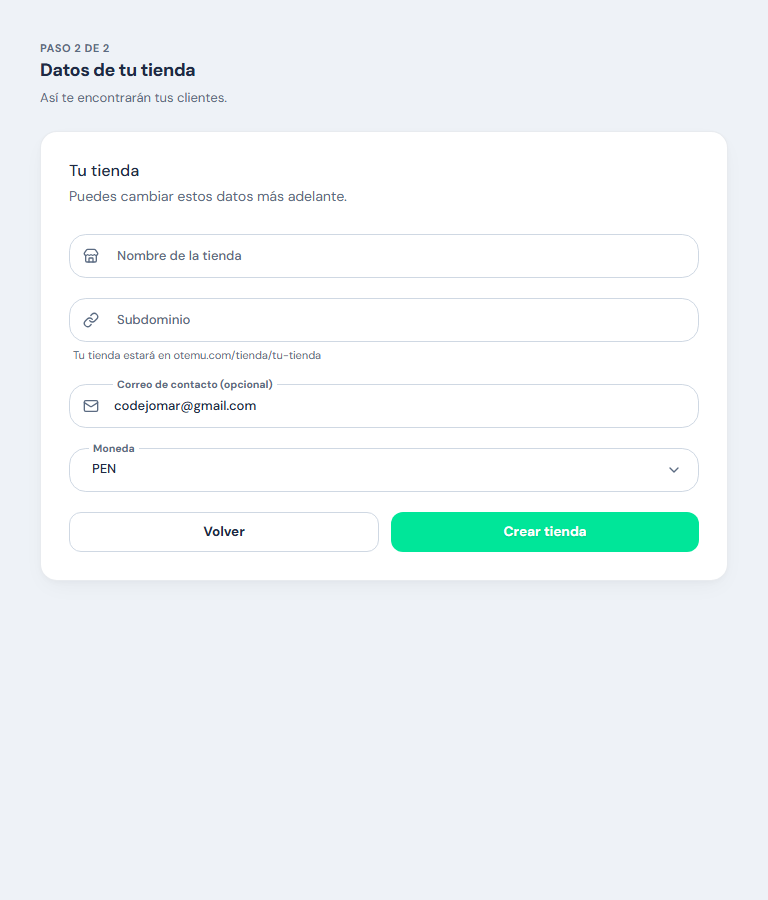 PASO 2 DE 2
Datos de tu tienda
Así te encontrarán tus clientes.
Tu tienda
Puedes cambiar estos datos más adelante.
Nombre de la tienda
Subdominio
Tu tienda estará en otemu.com/tienda/tu-tienda
Correo de contacto (opcional)
codejomar@gmail.com
Moneda
PEN
Volver
Crear tienda